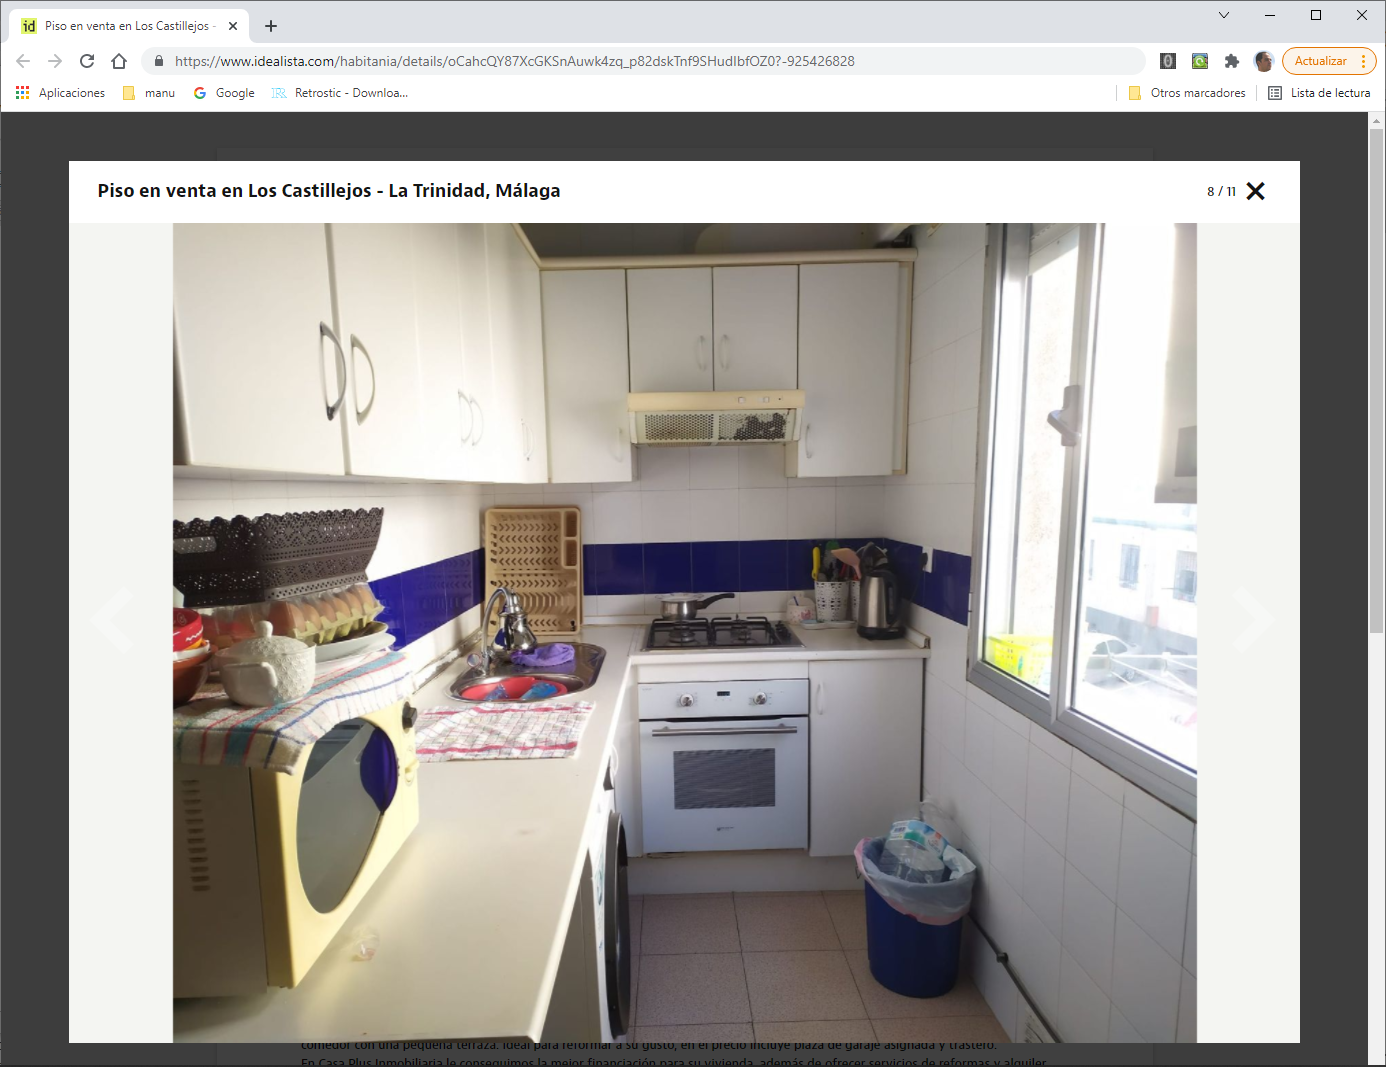 id Piso en venta en Los Castillejos -
https://www.idealista.com/habitania/details/oCahcQY87XcGKSnAuwk4zq_p82dskTnf9SHudIbfOZ0?-925426828
Actualizar
Aplicaciones manu Google Retrostic - Downloa... Otros marcadores Lista de lectura
Piso en venta en Los Castillejos - La Trinidad, Málaga 8 / 11
comedor con una pequeña terraza. Ideal para reformar a su gusto, en el precio incluye plaza de garaje asignada y trastero.
En Casa Plus Inmobiliaria le conseguimos la mejor financiación para su vivienda, además de ofrecer servicios de reformas y alquiler